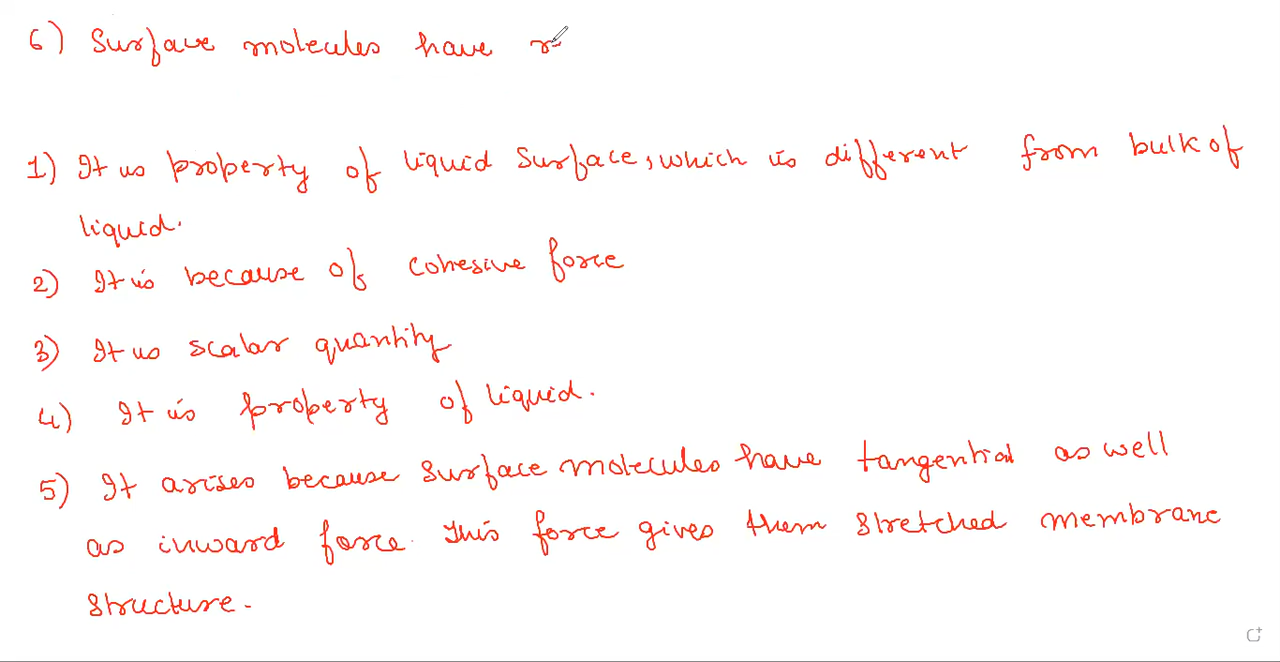 6) Surface molecules have
1) It is property of liquid surface, which is different from bulk of
liquid.
2) It is because of cohesive force
3) It is scalar quantity
4) It is property of liquid.
5) It arises because surface molecules have tangential as well
as inward force. This force gives them stretched membrane
structure.